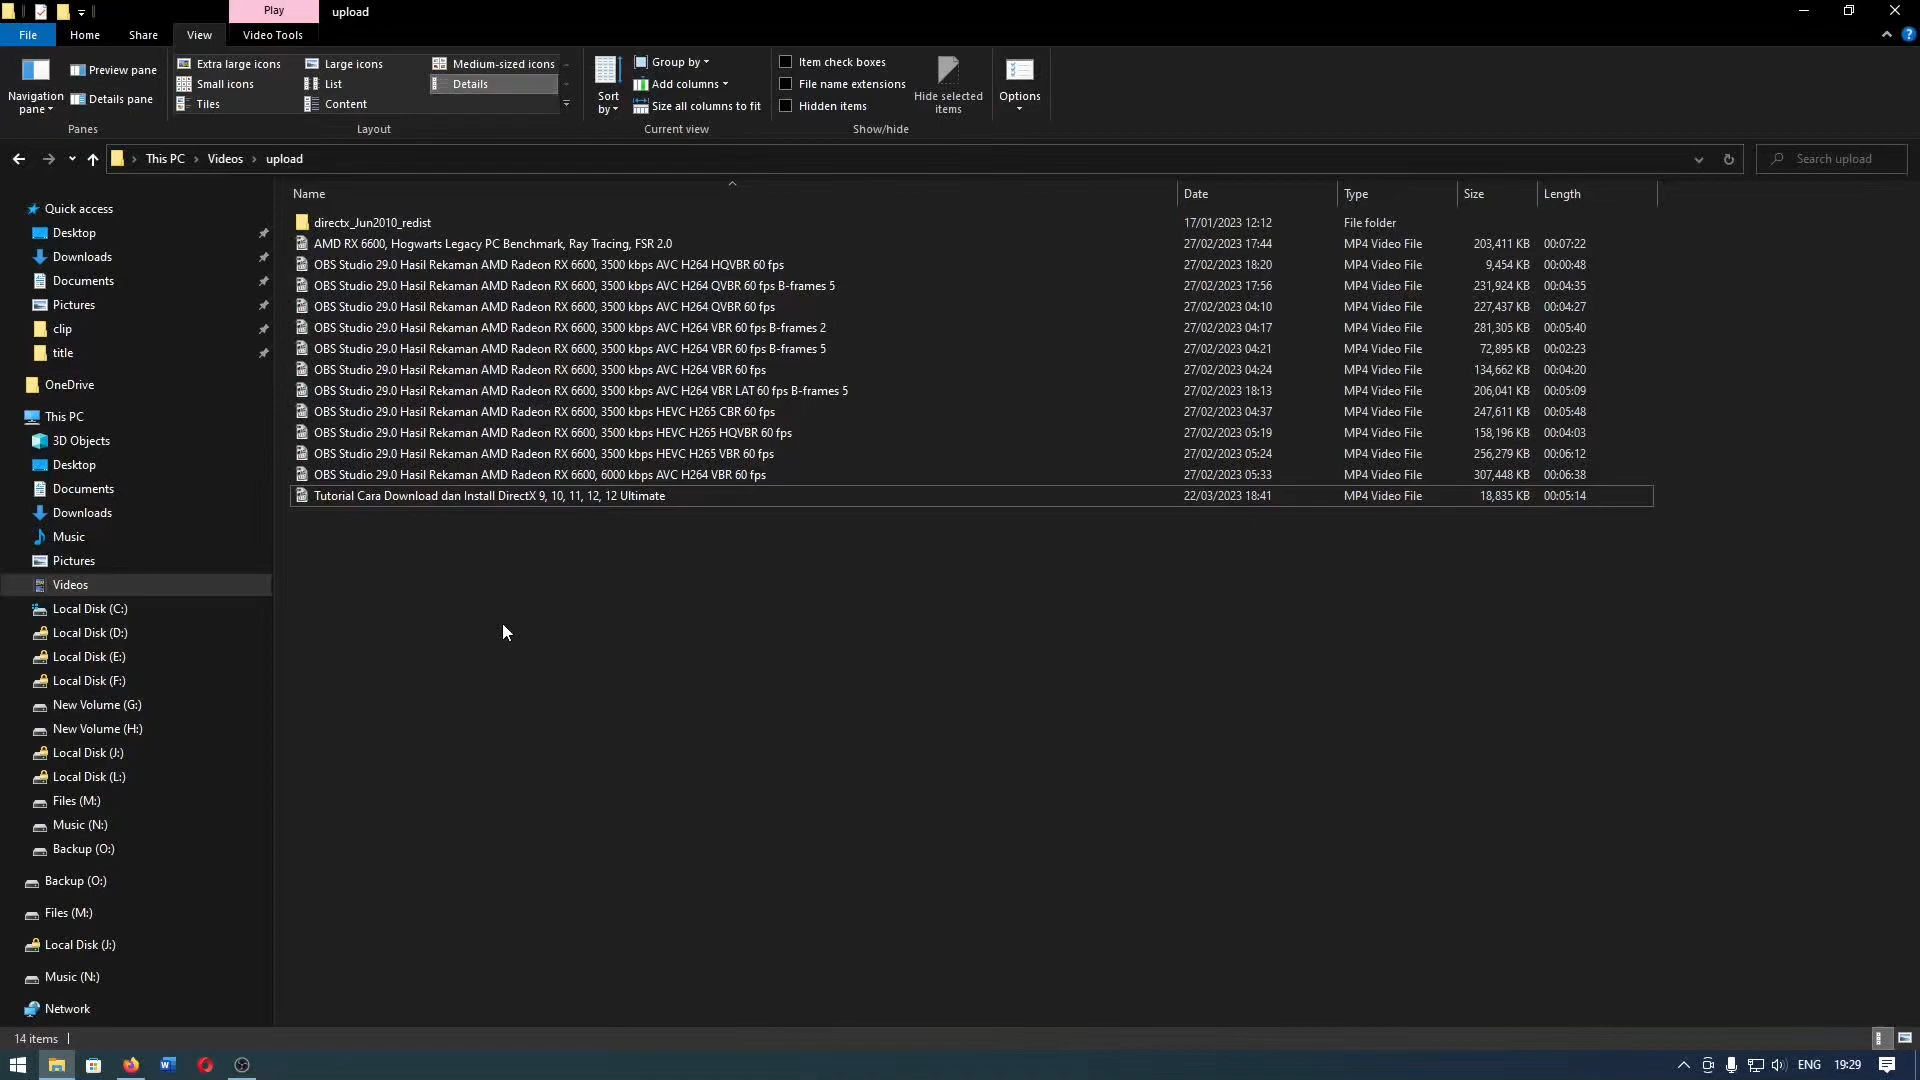 Play
upload
File
Home
Share
View
Video Tools
Navigation pane
Preview pane
Details pane
Panes
Extra large icons
Large icons
Medium-sized icons
Small icons
List
Details
Tiles
Content
Layout
Sort by
Group by
Add columns
Size all columns to fit
Current view
Item check boxes
File name extensions
Hidden items
Hide selected items
Show/hide
Options
This PC › Videos › upload
Search upload
Name
Date
Type
Size
Length
Quick access
Desktop
Downloads
Documents
Pictures
clip
title
OneDrive
This PC
3D Objects
Desktop
Documents
Downloads
Music
Pictures
Videos
Local Disk (C:)
Local Disk (D:)
Local Disk (E:)
Local Disk (F:)
New Volume (G:)
New Volume (H:)
Local Disk (J:)
Local Disk (L:)
Files (M:)
Music (N:)
Backup (O:)
Backup (O:)
Files (M:)
Local Disk (J:)
Music (N:)
Network
directx_Jun2010_redist 17/01/2023 12:12 File folder
AMD RX 6600, Hogwarts Legacy PC Benchmark, Ray Tracing, FSR 2.0 27/02/2023 17:44 MP4 Video File 203,411 KB 00:07:22
OBS Studio 29.0 Hasil Rekaman AMD Radeon RX 6600, 3500 kbps AVC H264 HQVBR 60 fps 27/02/2023 18:20 MP4 Video File 9,454 KB 00:00:48
OBS Studio 29.0 Hasil Rekaman AMD Radeon RX 6600, 3500 kbps AVC H264 QVBR 60 fps B-frames 5 27/02/2023 17:56 MP4 Video File 231,924 KB 00:04:35
OBS Studio 29.0 Hasil Rekaman AMD Radeon RX 6600, 3500 kbps AVC H264 QVBR 60 fps 27/02/2023 04:10 MP4 Video File 227,437 KB 00:04:27
OBS Studio 29.0 Hasil Rekaman AMD Radeon RX 6600, 3500 kbps AVC H264 VBR 60 fps B-frames 2 27/02/2023 04:17 MP4 Video File 281,305 KB 00:05:40
OBS Studio 29.0 Hasil Rekaman AMD Radeon RX 6600, 3500 kbps AVC H264 VBR 60 fps B-frames 5 27/02/2023 04:21 MP4 Video File 72,895 KB 00:02:23
OBS Studio 29.0 Hasil Rekaman AMD Radeon RX 6600, 3500 kbps AVC H264 VBR 60 fps 27/02/2023 04:24 MP4 Video File 134,662 KB 00:04:20
OBS Studio 29.0 Hasil Rekaman AMD Radeon RX 6600, 3500 kbps AVC H264 VBR LAT 60 fps B-frames 5 27/02/2023 18:13 MP4 Video File 206,041 KB 00:05:09
OBS Studio 29.0 Hasil Rekaman AMD Radeon RX 6600, 3500 kbps HEVC H265 CBR 60 fps 27/02/2023 04:37 MP4 Video File 247,611 KB 00:05:48
OBS Studio 29.0 Hasil Rekaman AMD Radeon RX 6600, 3500 kbps HEVC H265 HQVBR 60 fps 27/02/2023 05:19 MP4 Video File 158,196 KB 00:04:03
OBS Studio 29.0 Hasil Rekaman AMD Radeon RX 6600, 3500 kbps HEVC H265 VBR 60 fps 27/02/2023 05:24 MP4 Video File 256,279 KB 00:06:12
OBS Studio 29.0 Hasil Rekaman AMD Radeon RX 6600, 6000 kbps AVC H264 VBR 60 fps 27/02/2023 05:33 MP4 Video File 307,448 KB 00:06:38
Tutorial Cara Download dan Install DirectX 9, 10, 11, 12, 12 Ultimate 22/03/2023 18:41 MP4 Video File 18,835 KB 00:05:14
14 items
ENG
19:29